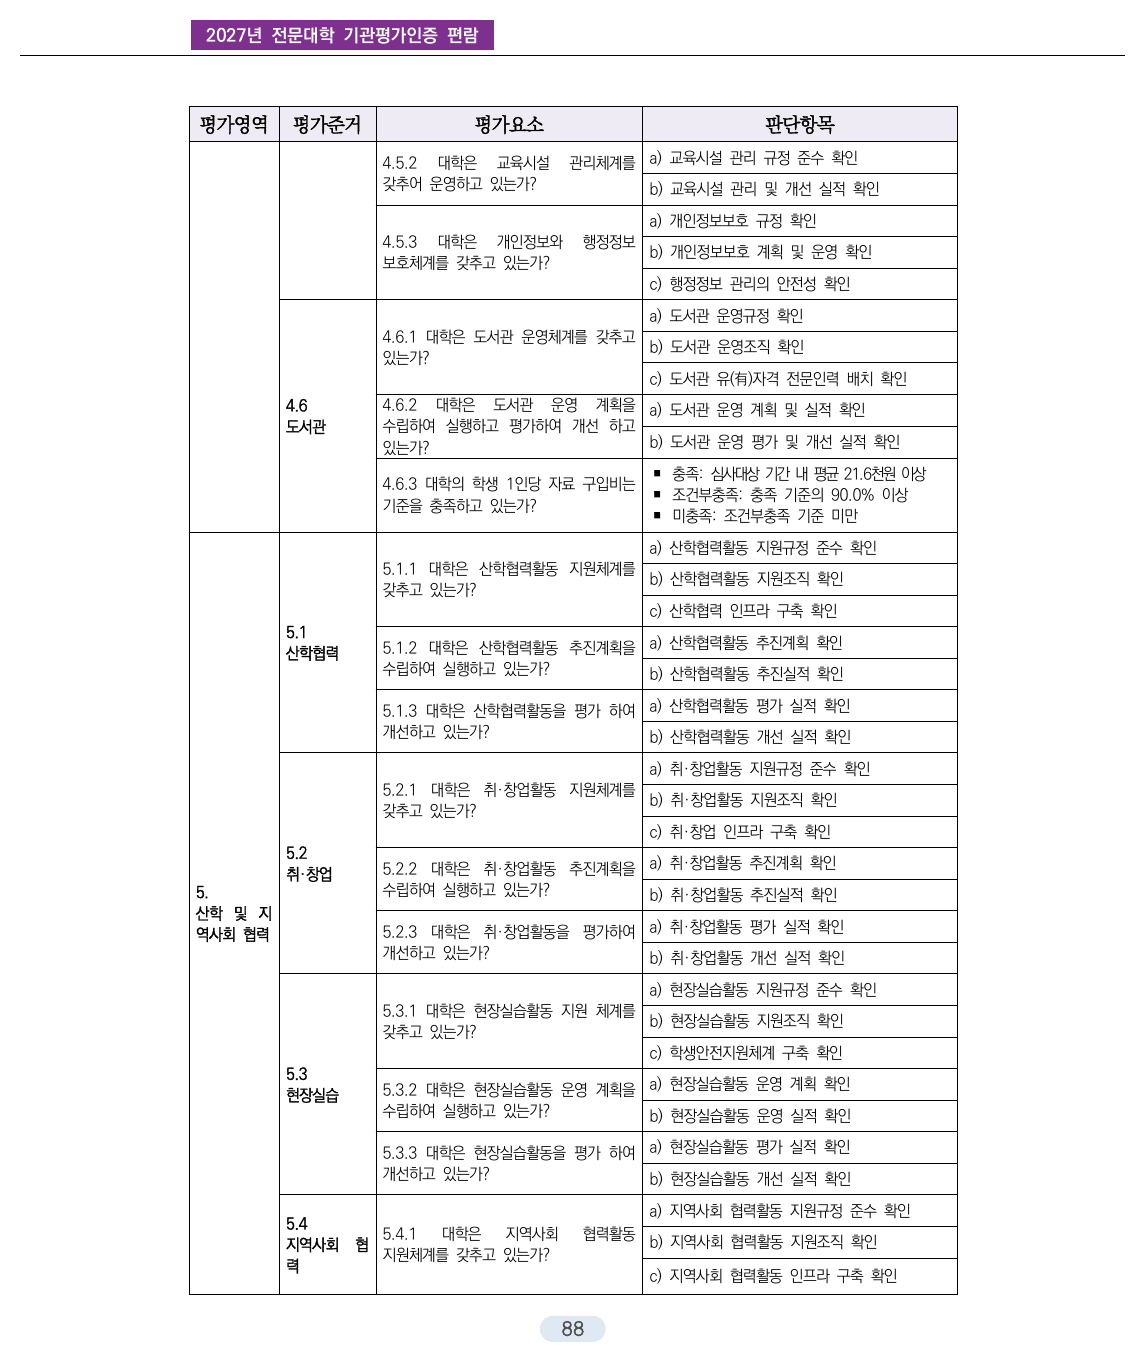 2027년 전문대학 기관평가인증 편람
평가영역 평가준거 평가요소 판단항목
4.5.2 대학은 교육시설 관리체계를
갖추어 운영하고 있는가?
a) 교육시설 관리 규정 준수 확인
b) 교육시설 관리 및 개선 실적 확인
4.5.3 대학은 개인정보와 행정정보
보호체계를 갖추고 있는가?
a) 개인정보보호 규정 확인
b) 개인정보보호 계획 및 운영 확인
c) 행정정보 관리의 안전성 확인
4.6
도서관
4.6.1 대학은 도서관 운영체계를 갖추고
있는가?
a) 도서관 운영규정 확인
b) 도서관 운영조직 확인
c) 도서관 유(有)자격 전문인력 배치 확인
4.6.2 대학은 도서관 운영 계획을
수립하여 실행하고 평가하여 개선 하고
있는가?
a) 도서관 운영 계획 및 실적 확인
b) 도서관 운영 평가 및 개선 실적 확인
4.6.3 대학의 학생 1인당 자료 구입비는
기준을 충족하고 있는가?
■ 충족: 심사대상 기간 내 평균 21.6천원 이상
■ 조건부충족: 충족 기준의 90.0% 이상
■ 미충족: 조건부충족 기준 미만
5.
산학 및 지
역사회 협력
5.1
산학협력
5.1.1 대학은 산학협력활동 지원체계를
갖추고 있는가?
a) 산학협력활동 지원규정 준수 확인
b) 산학협력활동 지원조직 확인
c) 산학협력 인프라 구축 확인
5.1.2 대학은 산학협력활동 추진계획을
수립하여 실행하고 있는가?
a) 산학협력활동 추진계획 확인
b) 산학협력활동 추진실적 확인
5.1.3 대학은 산학협력활동을 평가 하여
개선하고 있는가?
a) 산학협력활동 평가 실적 확인
b) 산학협력활동 개선 실적 확인
5.2
취·창업
5.2.1 대학은 취·창업활동 지원체계를
갖추고 있는가?
a) 취·창업활동 지원규정 준수 확인
b) 취·창업활동 지원조직 확인
c) 취·창업 인프라 구축 확인
5.2.2 대학은 취·창업활동 추진계획을
수립하여 실행하고 있는가?
a) 취·창업활동 추진계획 확인
b) 취·창업활동 추진실적 확인
5.2.3 대학은 취·창업활동을 평가하여
개선하고 있는가?
a) 취·창업활동 평가 실적 확인
b) 취·창업활동 개선 실적 확인
5.3
현장실습
5.3.1 대학은 현장실습활동 지원 체계를
갖추고 있는가?
a) 현장실습활동 지원규정 준수 확인
b) 현장실습활동 지원조직 확인
c) 학생안전지원체계 구축 확인
5.3.2 대학은 현장실습활동 운영 계획을
수립하여 실행하고 있는가?
a) 현장실습활동 운영 계획 확인
b) 현장실습활동 운영 실적 확인
5.3.3 대학은 현장실습활동을 평가 하여
개선하고 있는가?
a) 현장실습활동 평가 실적 확인
b) 현장실습활동 개선 실적 확인
5.4
지역사회 협
력
5.4.1 대학은 지역사회 협력활동
지원체계를 갖추고 있는가?
a) 지역사회 협력활동 지원규정 준수 확인
b) 지역사회 협력활동 지원조직 확인
c) 지역사회 협력활동 인프라 구축 확인
88